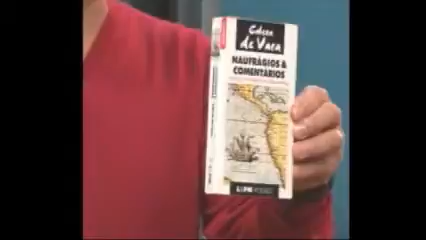 Cabeza
de Vaca
NAUFRÁGIOS &
COMENTÁRIOS
L&PM POCKET